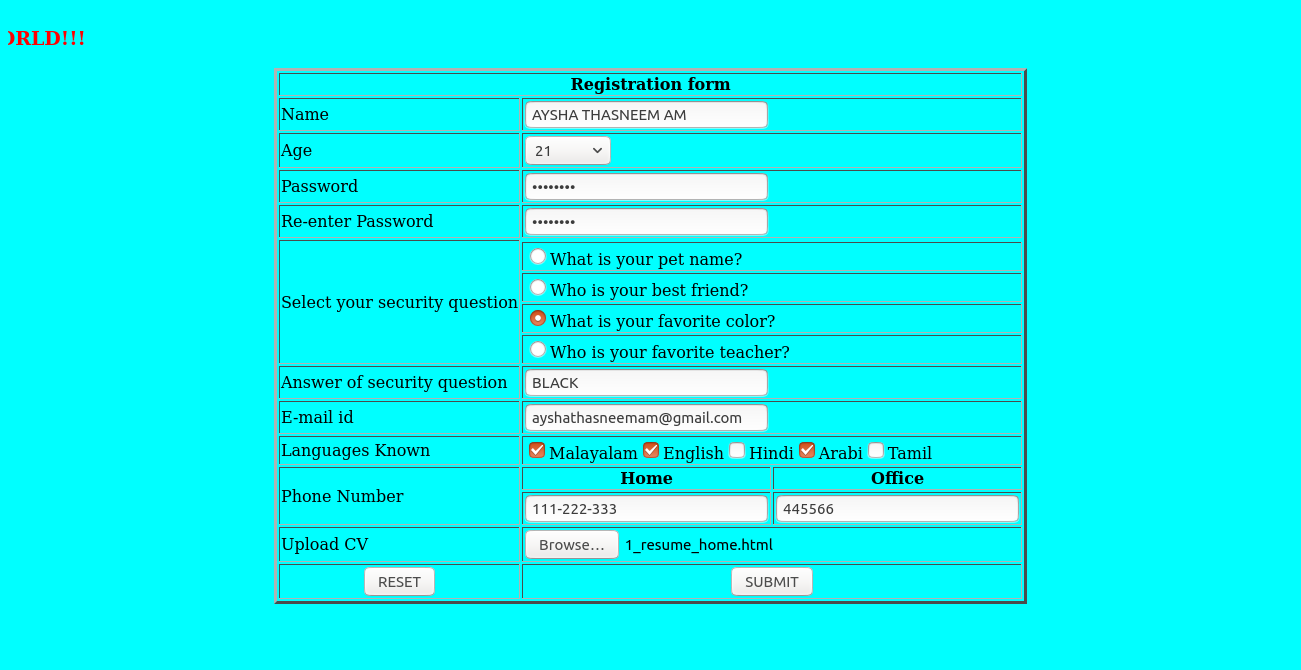 ORLD!!!
Registration form
Name AYSHA THASNEEM AM
Age 21
Password ••••••••
Re-enter Password ••••••••
Select your security question
What is your pet name?
Who is your best friend?
What is your favorite color?
Who is your favorite teacher?
Answer of security question BLACK
E-mail id ayshathasneemam@gmail.com
Languages Known Malayalam English Hindi Arabi Tamil
Phone Number
Home Office
111-222-333 445566
Upload CV Browse... 1_resume_home.html
RESET SUBMIT